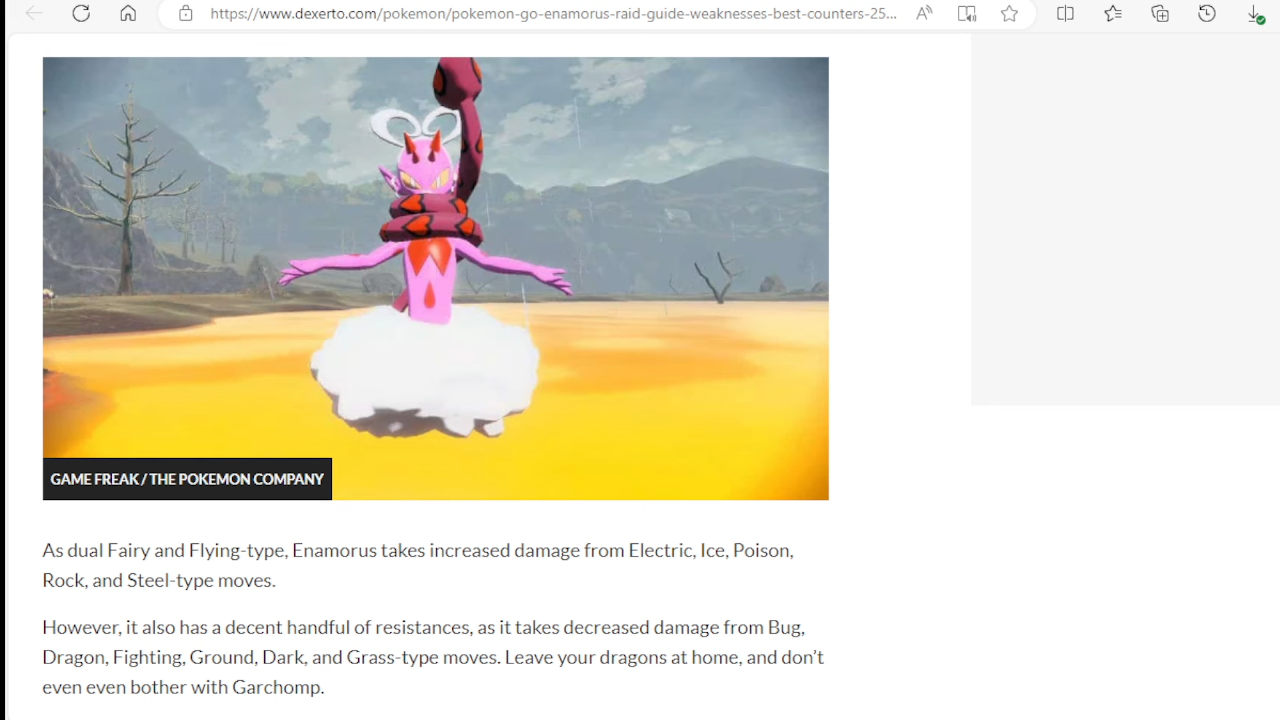 https://www.dexerto.com/pokemon/pokemon-go-enamorus-raid-guide-weaknesses-best-counters-25...
GAME FREAK / THE POKEMON COMPANY
As dual Fairy and Flying-type, Enamorus takes increased damage from Electric, Ice, Poison,
Rock, and Steel-type moves.
However, it also has a decent handful of resistances, as it takes decreased damage from Bug,
Dragon, Fighting, Ground, Dark, and Grass-type moves. Leave your dragons at home, and don’t
even even bother with Garchomp.